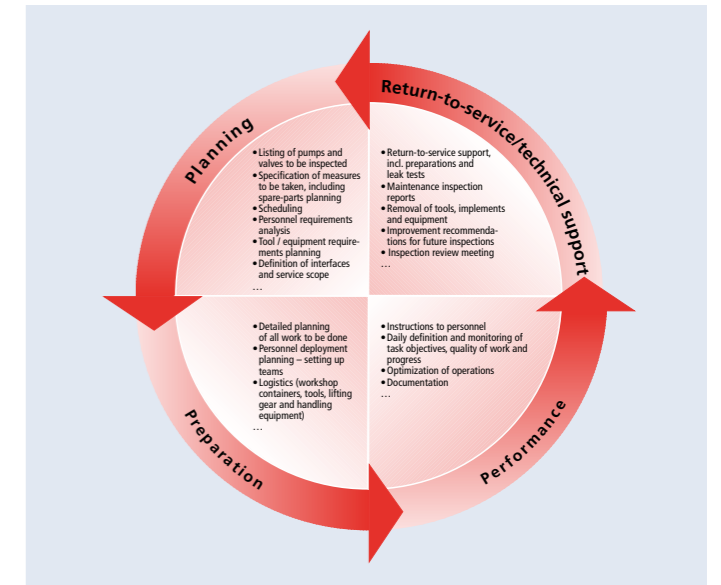 Planning
• Listing of pumps and
valves to be inspected
• Specification of measures
to be taken, including
spare-parts planning
• Scheduling
• Personnel requirements
analysis
• Tool / equipment require-
ments planning
• Definition of interfaces
and service scope
…
Return-to-service/technical support
• Return-to-service support,
incl. preparations and
leak tests
• Maintenance inspection
reports
• Removal of tools, implements
and equipment
• Improvement recommenda-
tions for future inspections
• Inspection review meeting
…
Preparation
• Detailed planning
of all work to be done
• Personnel deployment
planning – setting up
teams
• Logistics (workshop
containers, tools, lifting
gear and handling
equipment)
…
Performance
• Instructions to personnel
• Daily definition and monitoring of
task objectives, quality of work and
progress
• Optimization of operations
• Documentation
…